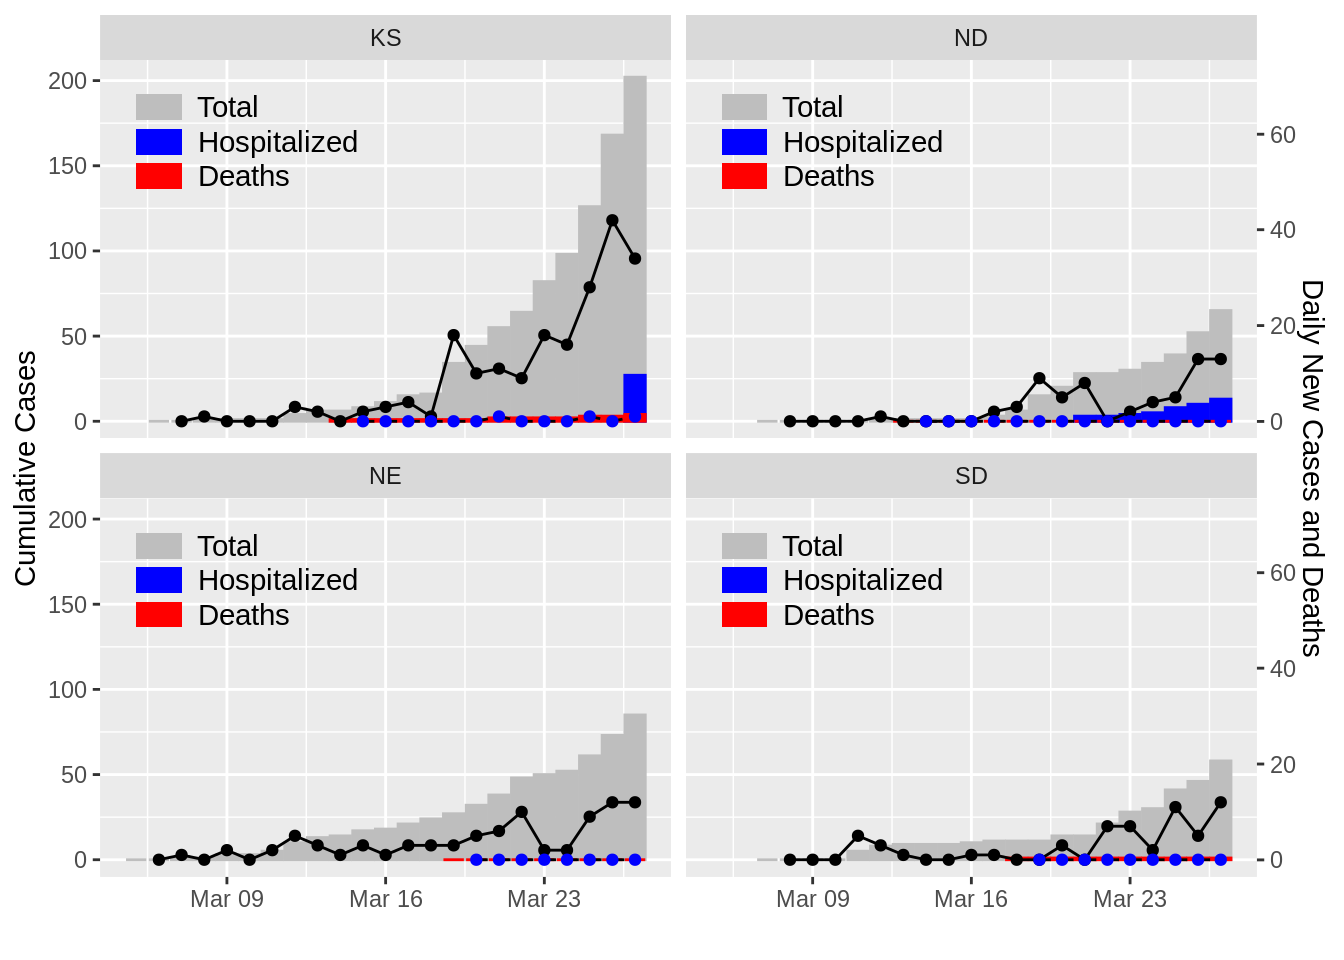 KS
ND
200
150
100
50
0
Total
Hospitalized
Deaths
Total
Hospitalized
Deaths
60
40
20
0
NE
SD
200
150
100
50
0
Total
Hospitalized
Deaths
Total
Hospitalized
Deaths
60
40
20
0
Mar 09
Mar 16
Mar 23
Mar 09
Mar 16
Mar 23
Cumulative Cases
Daily New Cases and Deaths